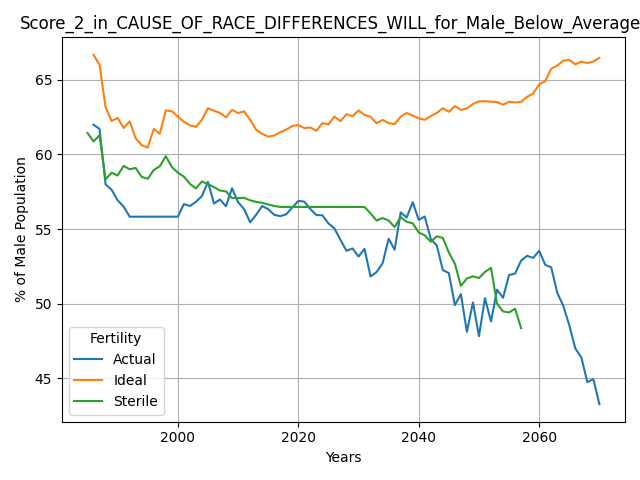 Score_2_in_CAUSE_OF_RACE_DIFFERENCES_WILL_for_Male_Below_Average
% of Male Population
65
60
55
50
45
Fertility
Actual
Ideal
Sterile
2000 2020 2040 2060
Years